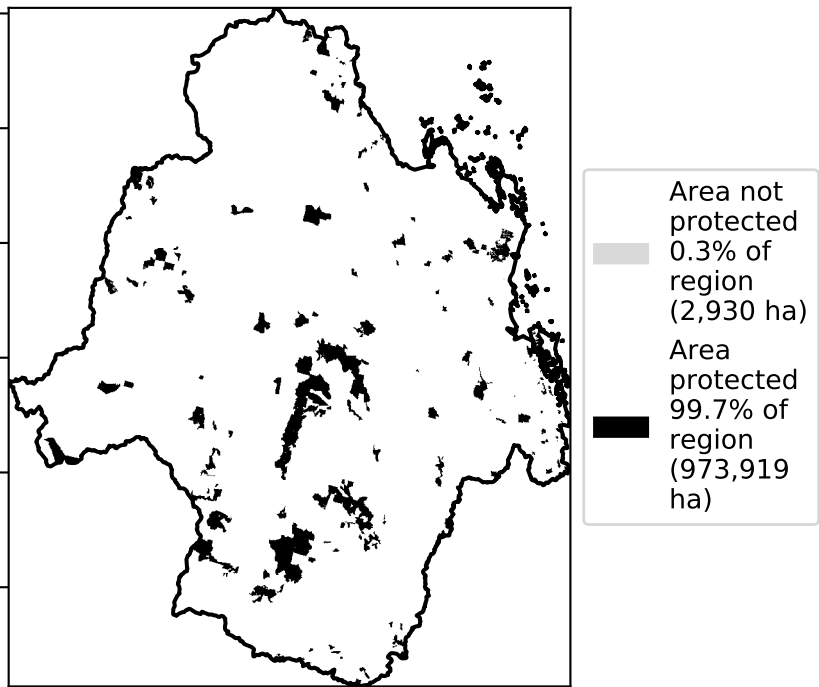 Area not
protected
0.3% of
region
(2,930 ha)
Area
protected
99.7% of
region
(973,919
ha)